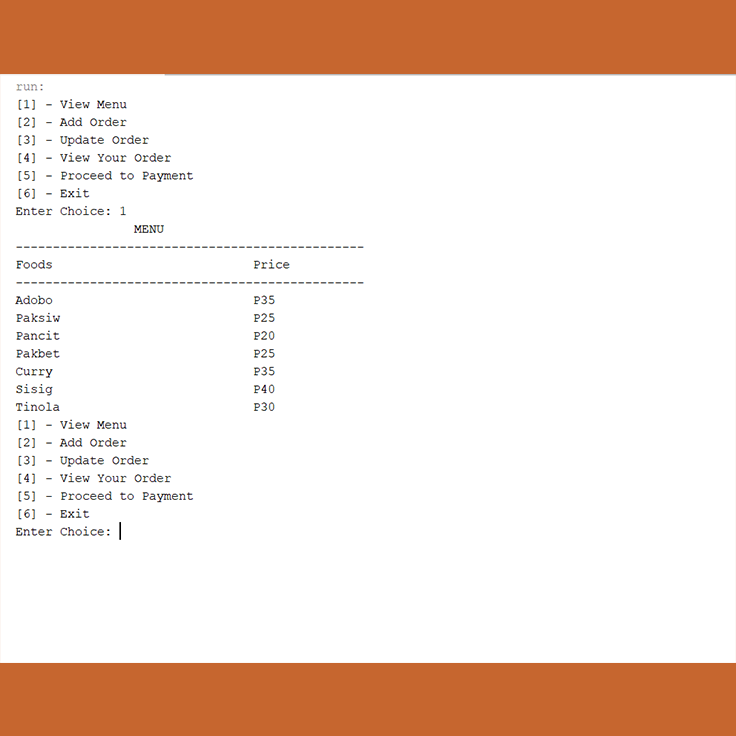 run:
[1] - View Menu
[2] - Add Order
[3] - Update Order
[4] - View Your Order
[5] - Proceed to Payment
[6] - Exit
Enter Choice: 1
MENU
-----------------------------------------------
Foods Price
-----------------------------------------------
Adobo P35
Paksiw P25
Pancit P20
Pakbet P25
Curry P35
Sisig P40
Tinola P30
[1] - View Menu
[2] - Add Order
[3] - Update Order
[4] - View Your Order
[5] - Proceed to Payment
[6] - Exit
Enter Choice: